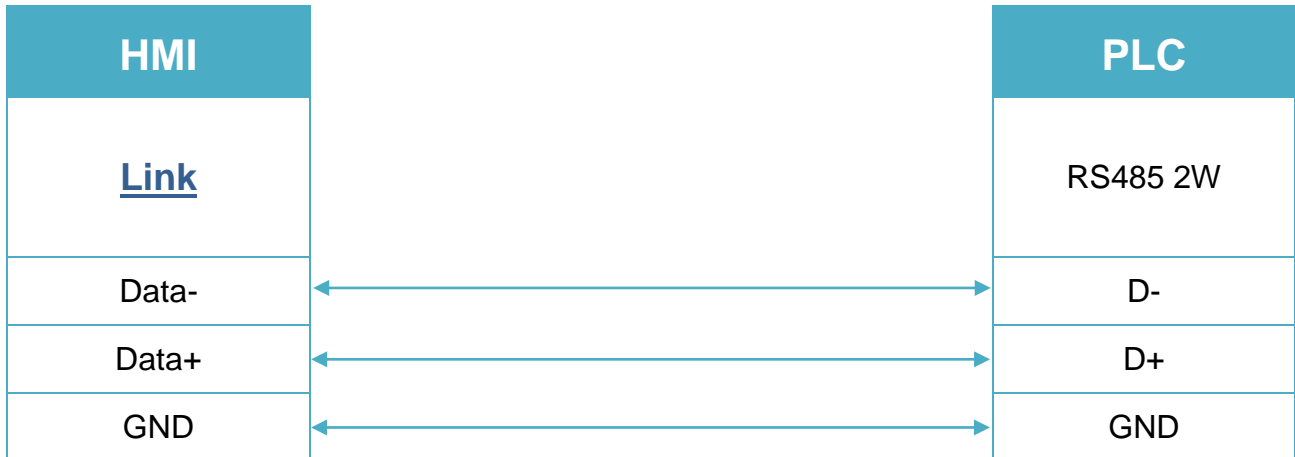 HMI PLC
Link RS485 2W
Data- D-
Data+ D+
GND GND